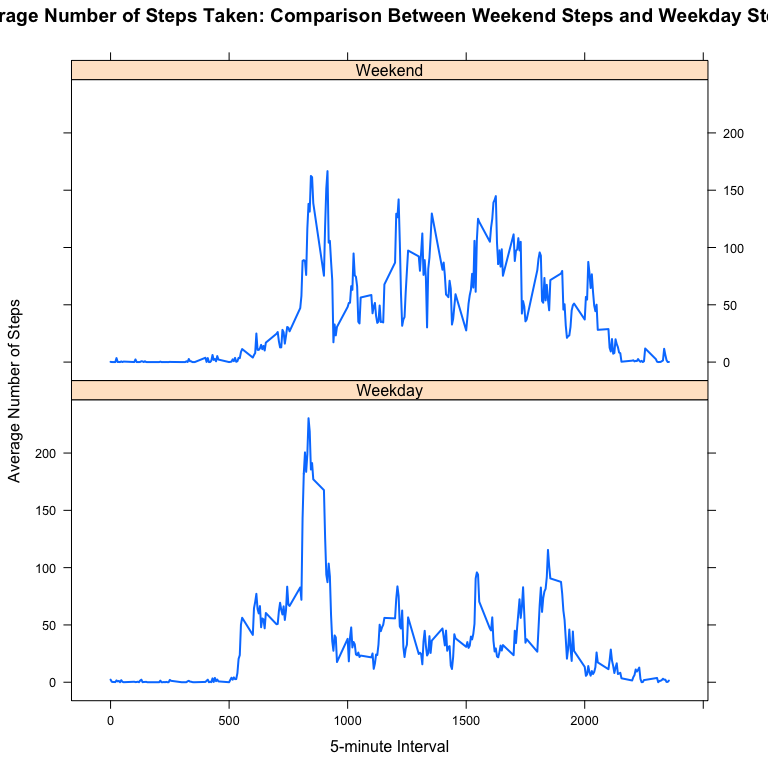 rage Number of Steps Taken: Comparison Between Weekend Steps and Weekday St
Weekend
200
150
100
50
0
Average Number of Steps
Weekday
200
150
100
50
0
0 500 1000 1500 2000
5-minute Interval